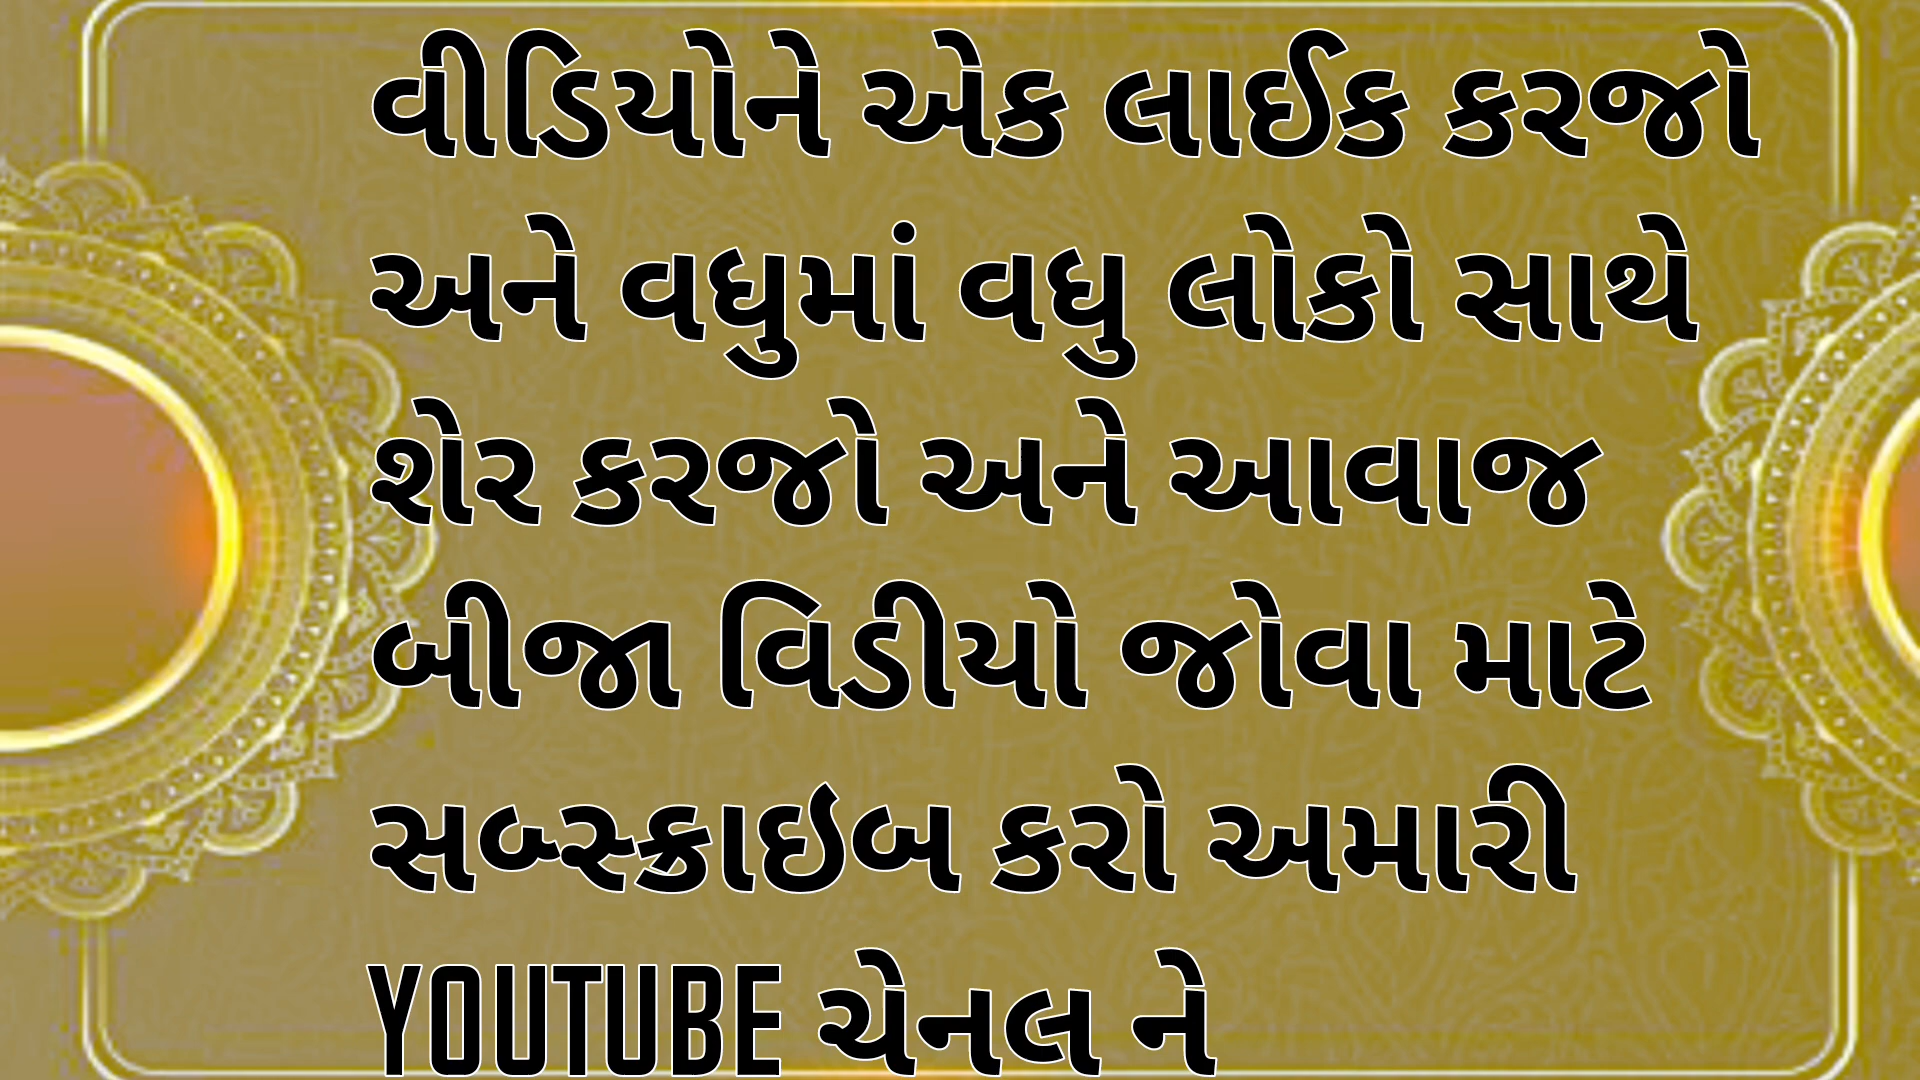 વીડિયોને એક લાઈક કરજો
અને વધુમાં વધુ લોકો સાથે
શેર કરજો અને આવાજ
બીજા વિડીયો જોવા માટે
સબ્સ્ક્રાઇબ કરો અમારી
YOUTUBE ચેનલ ને